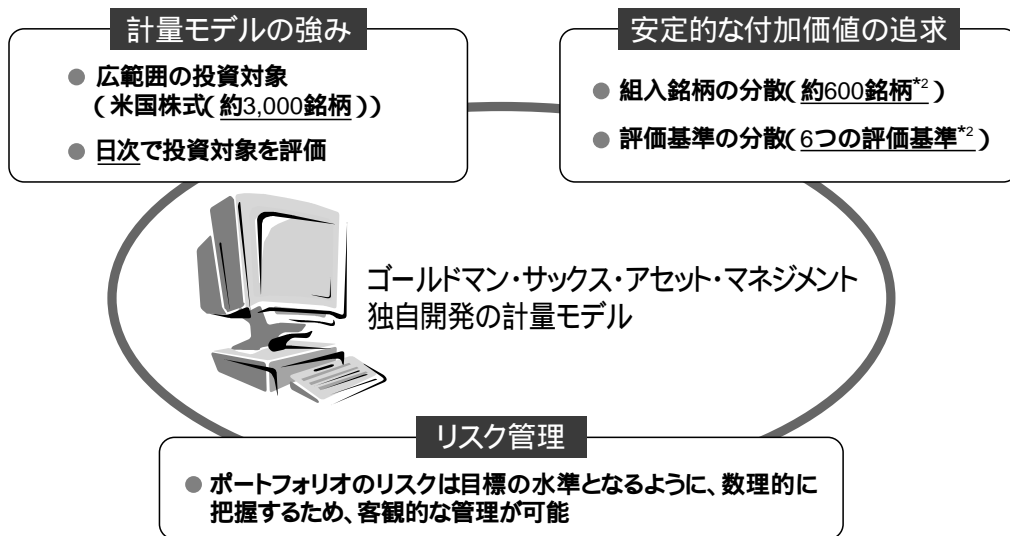 計量モデルの強み
● 広範囲の投資対象
（米国株式（約3,000銘柄））
● 日次で投資対象を評価
安定的な付加価値の追求
● 組入銘柄の分散（約600銘柄*2）
● 評価基準の分散（6つの評価基準*2）
ゴールドマン・サックス・アセット・マネジメント
独自開発の計量モデル
リスク管理
● ポートフォリオのリスクは目標の水準となるように、数理的に
把握するため、客観的な管理が可能